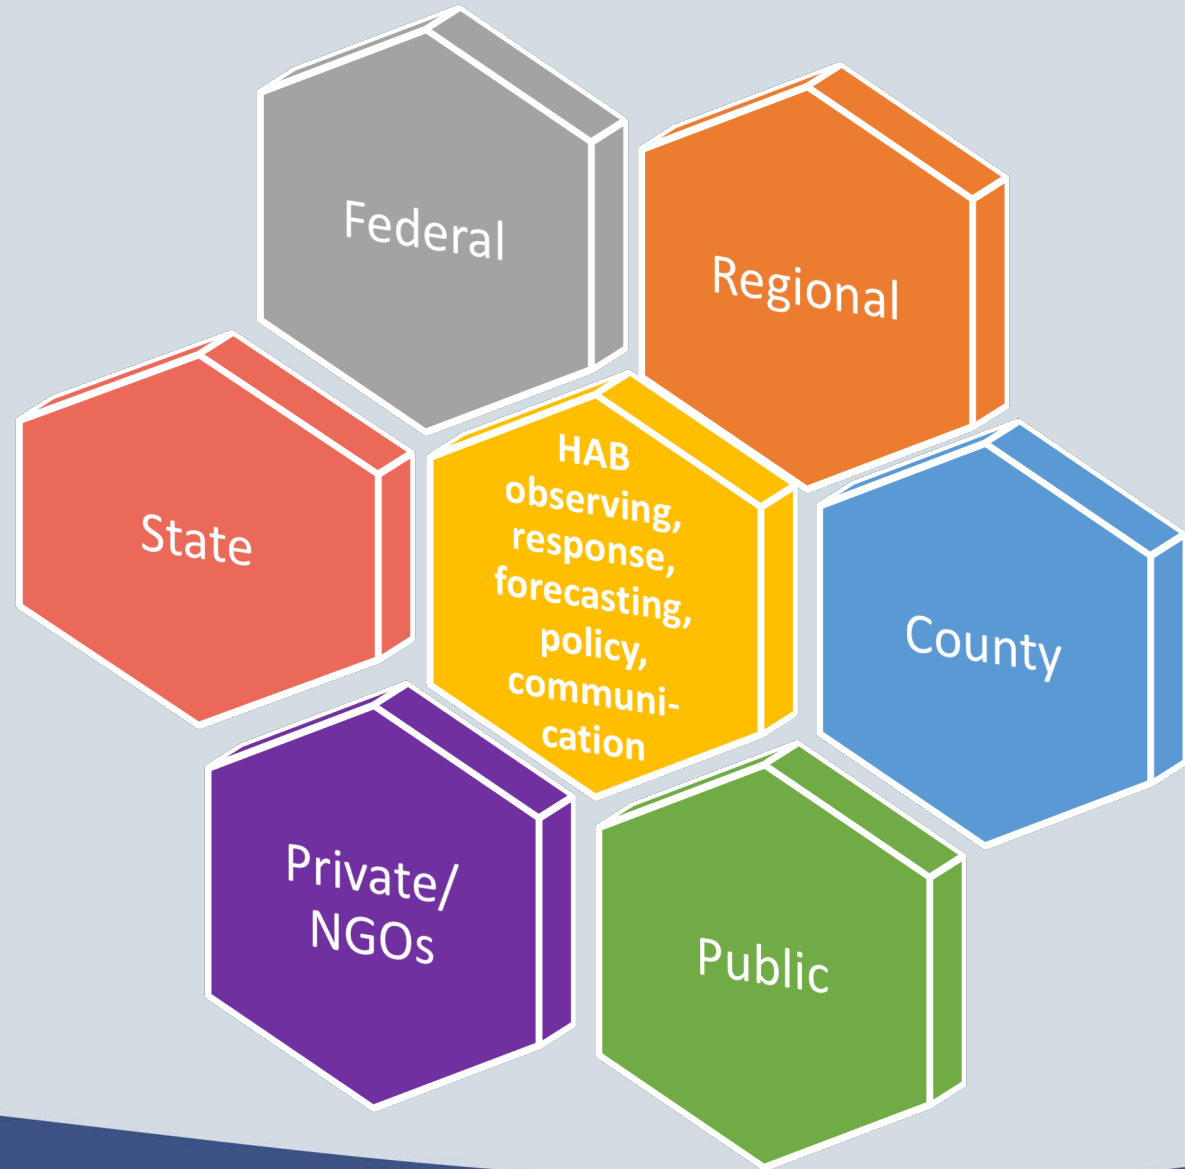 Federal
Regional
State
HAB
observing,
response,
forecasting,
policy,
communi-
cation
County
Private/
NGOs
Public